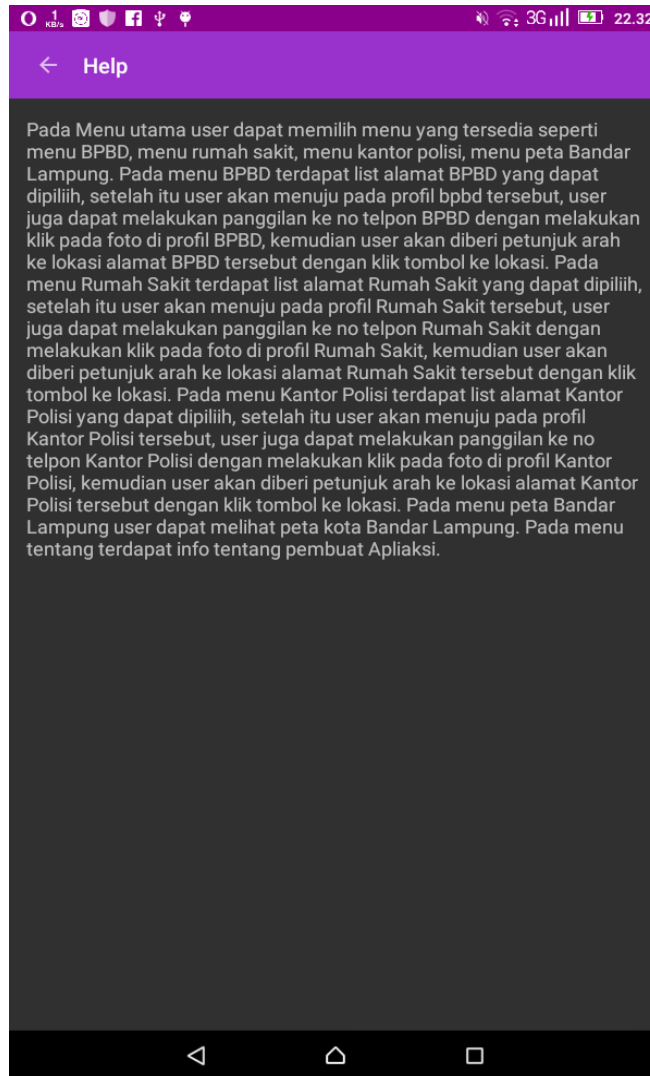 1
KB/s
3G
22.32
Help
Pada Menu utama user dapat memilih menu yang tersedia seperti
menu BPBD, menu rumah sakit, menu kantor polisi, menu peta Bandar
Lampung. Pada menu BPBD terdapat list alamat BPBD yang dapat
dipiliih, setelah itu user akan menuju pada profil bpbd tersebut, user
juga dapat melakukan panggilan ke no telpon BPBD dengan melakukan
klik pada foto di profil BPBD, kemudian user akan diberi petunjuk arah
ke lokasi alamat BPBD tersebut dengan klik tombol ke lokasi. Pada
menu Rumah Sakit terdapat list alamat Rumah Sakit yang dapat dipiliih,
setelah itu user akan menuju pada profil Rumah Sakit tersebut, user
juga dapat melakukan panggilan ke no telpon Rumah Sakit dengan
melakukan klik pada foto di profil Rumah Sakit, kemudian user akan
diberi petunjuk arah ke lokasi alamat Rumah Sakit tersebut dengan klik
tombol ke lokasi. Pada menu Kantor Polisi terdapat list alamat Kantor
Polisi yang dapat dipiliih, setelah itu user akan menuju pada profil
Kantor Polisi tersebut, user juga dapat melakukan panggilan ke no
telpon Kantor Polisi dengan melakukan klik pada foto di profil Kantor
Polisi, kemudian user akan diberi petunjuk arah ke lokasi alamat Kantor
Polisi tersebut dengan klik tombol ke lokasi. Pada menu peta Bandar
Lampung user dapat melihat peta kota Bandar Lampung. Pada menu
tentang terdapat info tentang pembuat Apliaksi.